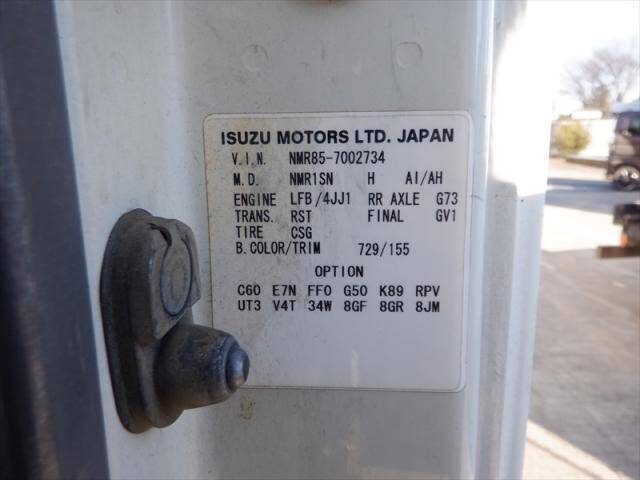 ISUZU MOTORS LTD. JAPAN
V.I.N. NMR85-7002734
M.D. NMR1SN H AI/AH
ENGINE LFB/4JJ1 RR AXLE G73
TRANS. RST FINAL GV1
TIRE CSG
B.COLOR/TRIM 729/155
OPTION
C60 E7N FF0 G50 K89 RPV
UT3 V4T 34W 8GF 8GR 8JM